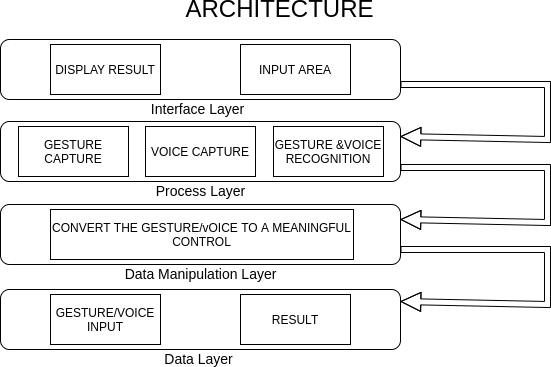 ARCHITECTURE
DISPLAY RESULT
INPUT AREA
Interface Layer
GESTURE
CAPTURE
VOICE CAPTURE
GESTURE &VOICE
RECOGNITION
Process Layer
CONVERT THE GESTURE/vOICE TO A MEANINGFUL
CONTROL
Data Manipulation Layer
GESTURE/VOICE
INPUT
RESULT
Data Layer